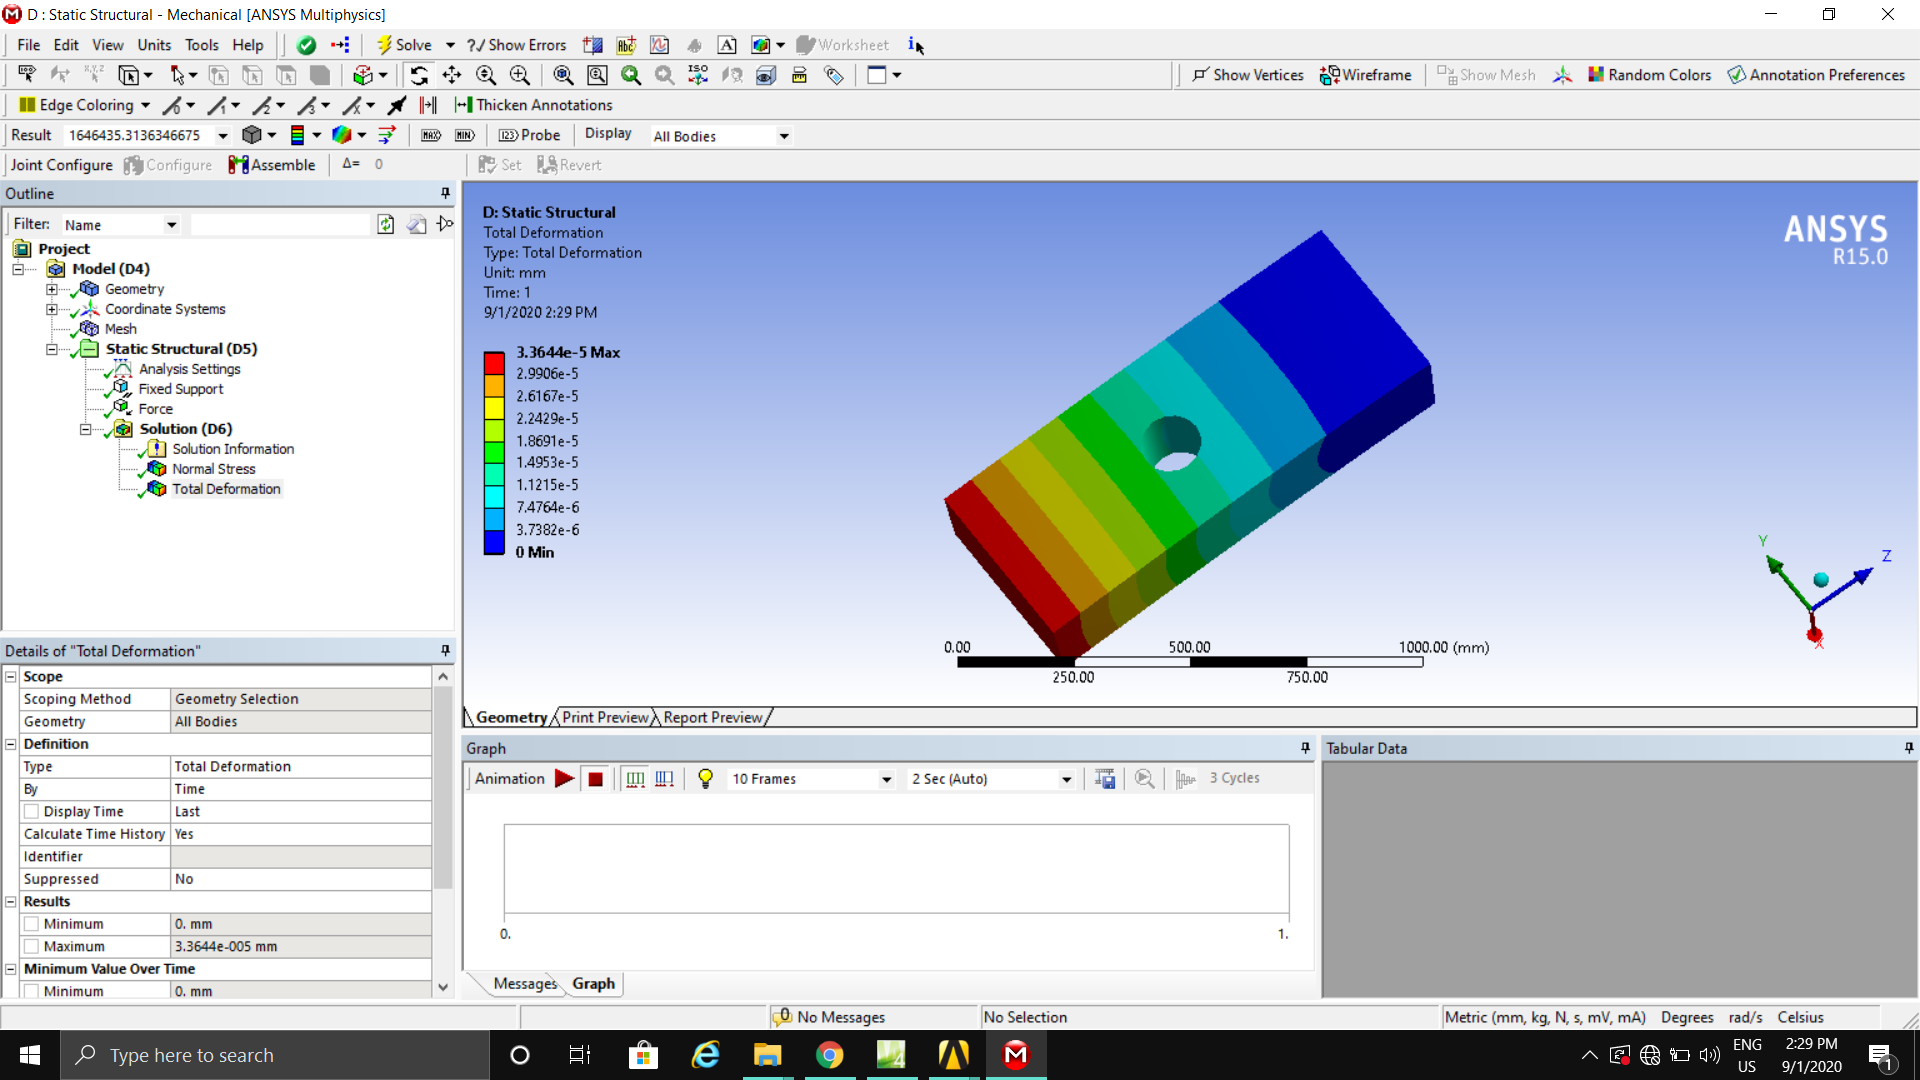 D : Static Structural - Mechanical [ANSYS Multiphysics]
File Edit View Units Tools Help Solve ?/ Show Errors Worksheet
Show Vertices Wireframe Show Mesh Random Colors Annotation Preferences
Edge Coloring Thicken Annotations
Result 1646435.3136346675 MAX MIN Probe Display All Bodies
Joint Configure Configure Assemble Δ= 0 Set Revert
Outline
Filter: Name
Project
Model (D4)
Geometry
Coordinate Systems
Mesh
Static Structural (D5)
Analysis Settings
Fixed Support
Force
Solution (D6)
Solution Information
Normal Stress
Total Deformation
D: Static Structural
Total Deformation
Type: Total Deformation
Unit: mm
Time: 1
9/1/2020 2:29 PM
3.3644e-5 Max
2.9906e-5
2.6167e-5
2.2429e-5
1.8691e-5
1.4953e-5
1.1215e-5
7.4764e-6
3.7382e-6
0 Min
ANSYS
R15.0
Y
Z
X
0.00 500.00 1000.00 (mm)
250.00 750.00
Geometry Print Preview Report Preview
Details of "Total Deformation"
Scope
Scoping Method Geometry Selection
Geometry All Bodies
Definition
Type Total Deformation
By Time
Display Time Last
Calculate Time History Yes
Identifier
Suppressed No
Results
Minimum 0. mm
Maximum 3.3644e-005 mm
Minimum Value Over Time
Minimum 0. mm
Graph
Animation 10 Frames 2 Sec (Auto) 3 Cycles
0. 1.
Messages Graph
Tabular Data
No Messages No Selection Metric (mm, kg, N, s, mV, mA) Degrees rad/s Celsius
Type here to search
ENG
US
2:29 PM
9/1/2020
1